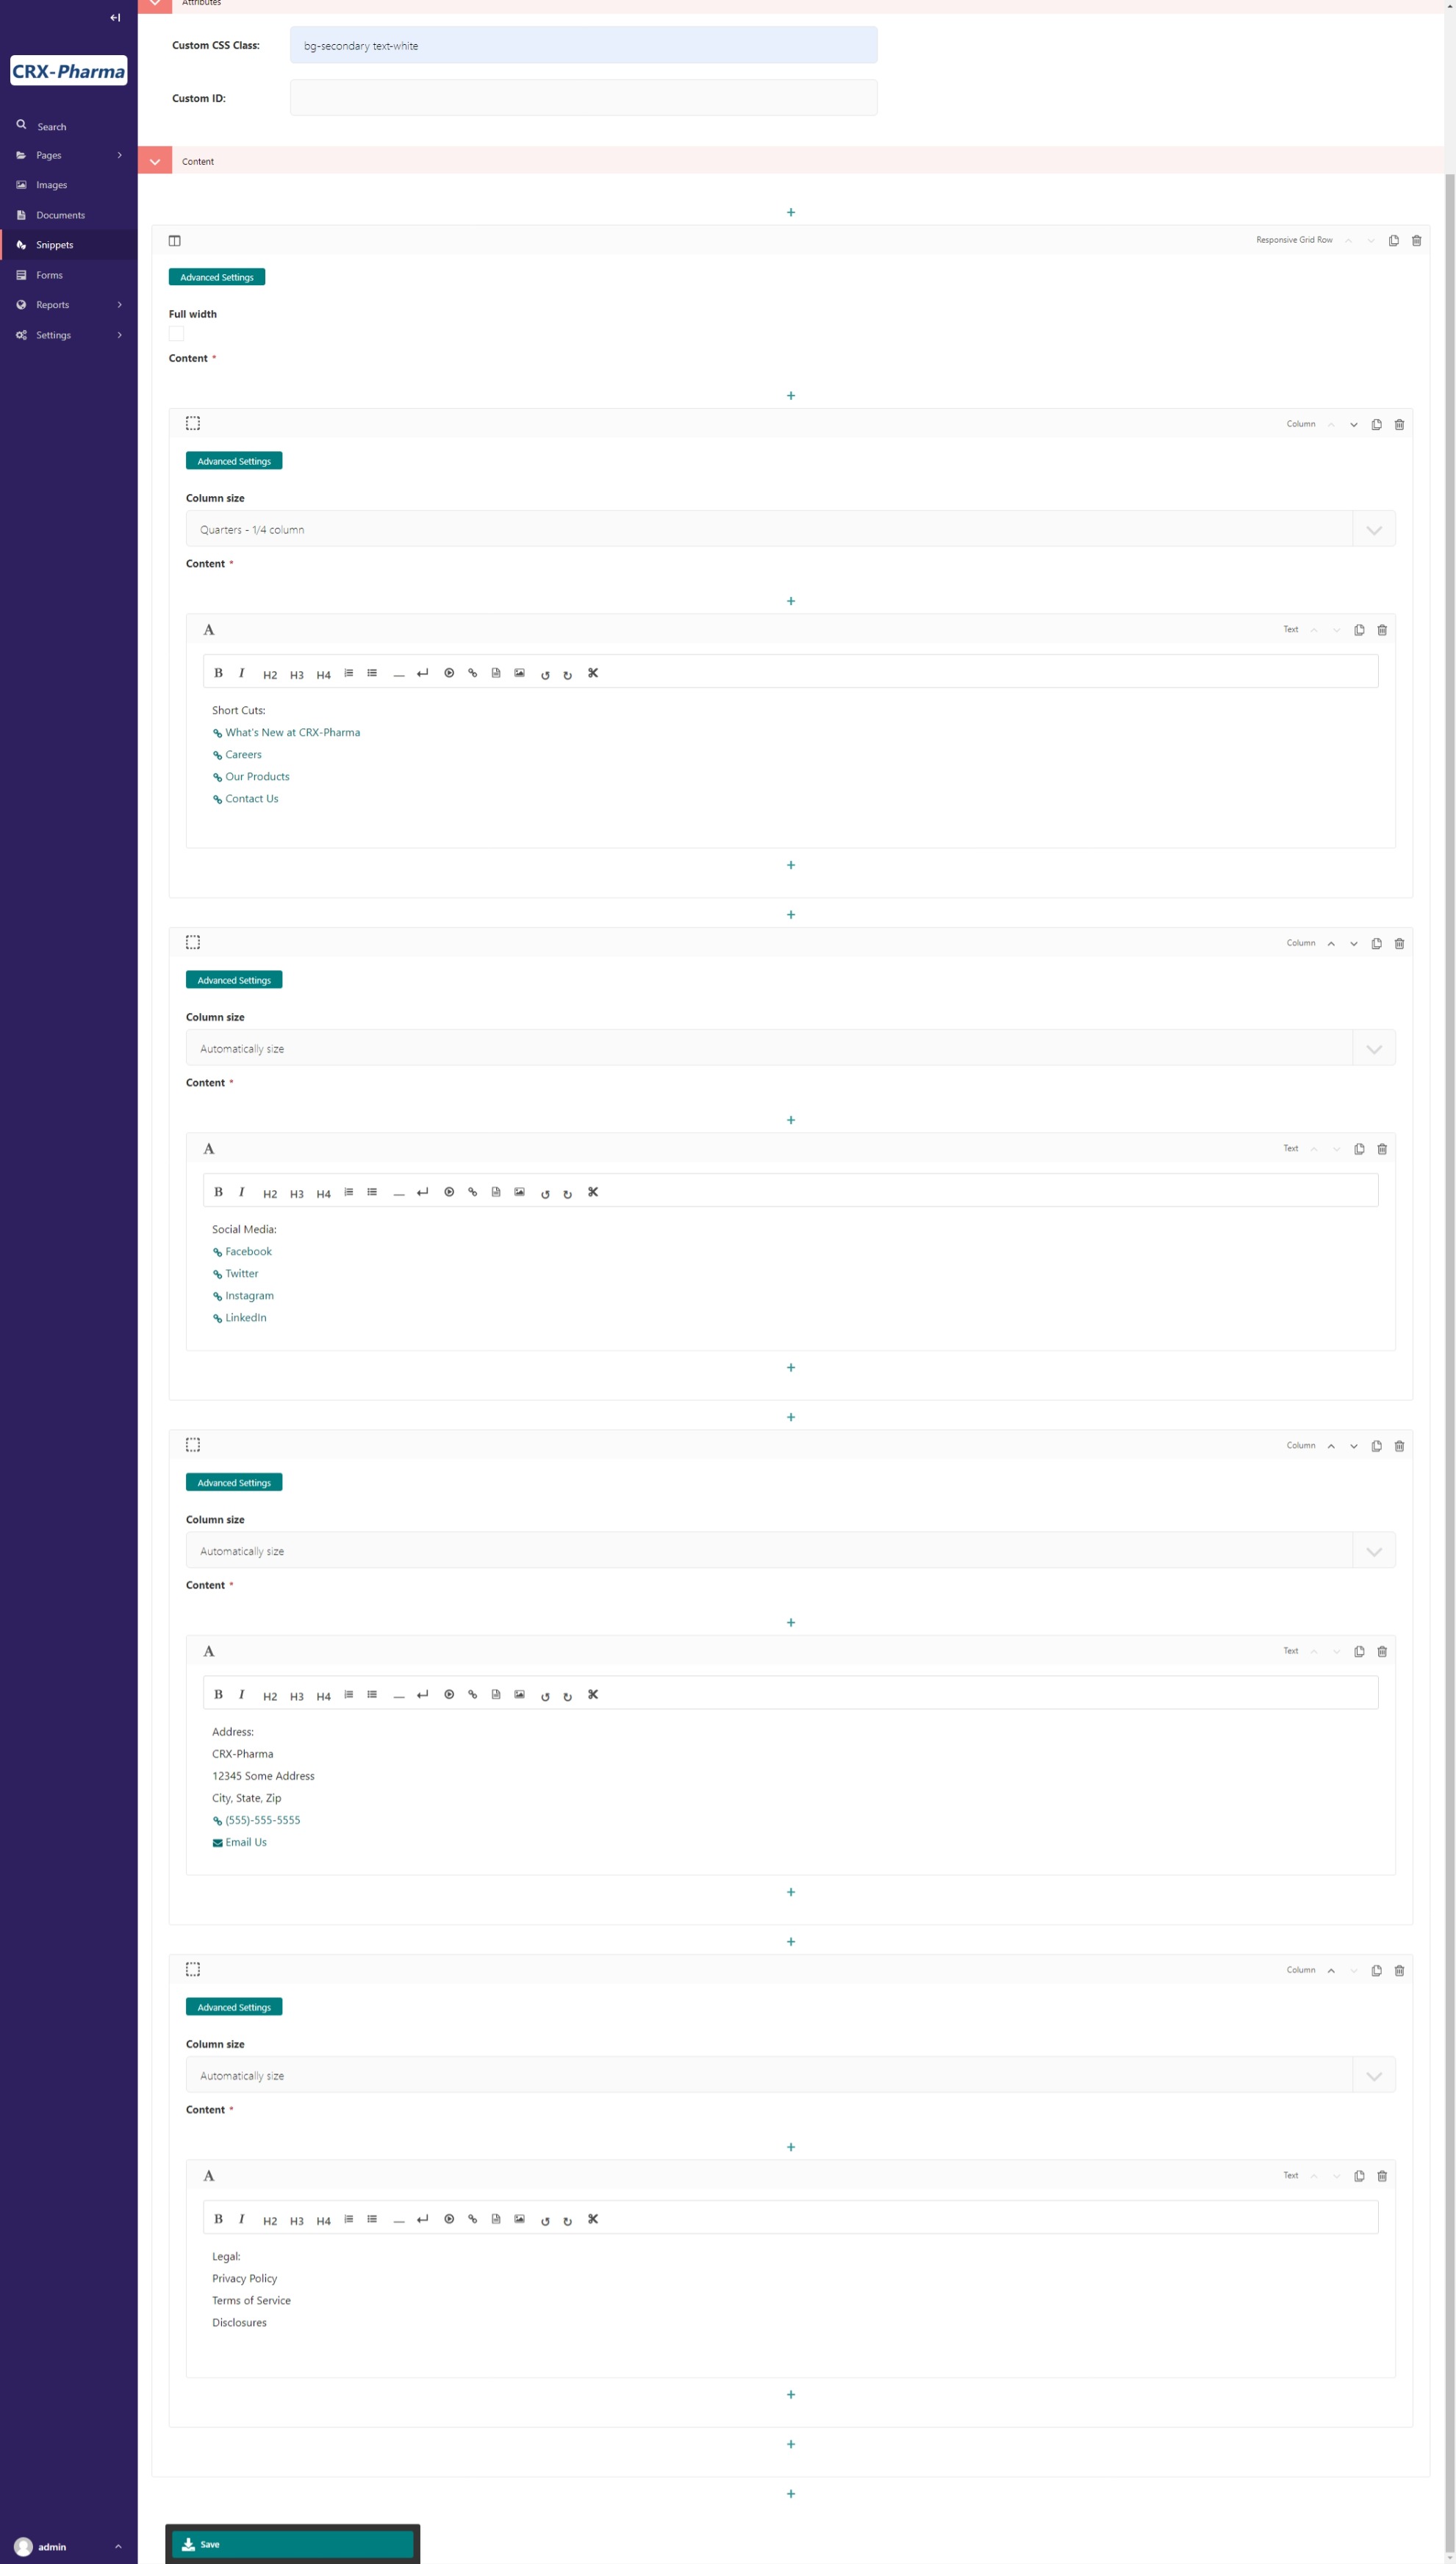 Attributes
Custom CSS Class:
bg-secondary text-white
CRX-Pharma
Custom ID:
Search
Pages
Images
Documents
Snippets
Forms
Reports
Settings
Content
Responsive Grid Row
Advanced Settings
Full width
Content *
Column
Advanced Settings
Column size
Quarters - 1/4 column
Content *
A
Text
B I H2 H3 H4
Short Cuts:
What's New at CRX-Pharma
Careers
Our Products
Contact Us
Column
Advanced Settings
Column size
Automatically size
Content *
A
Text
B I H2 H3 H4
Social Media:
Facebook
Twitter
Instagram
LinkedIn
Column
Advanced Settings
Column size
Automatically size
Content *
A
Text
B I H2 H3 H4
Address:
CRX-Pharma
12345 Some Address
City, State, Zip
(555)-555-5555
Email Us
Column
Advanced Settings
Column size
Automatically size
Content *
A
Text
B I H2 H3 H4
Legal:
Privacy Policy
Terms of Service
Disclosures
admin
Save